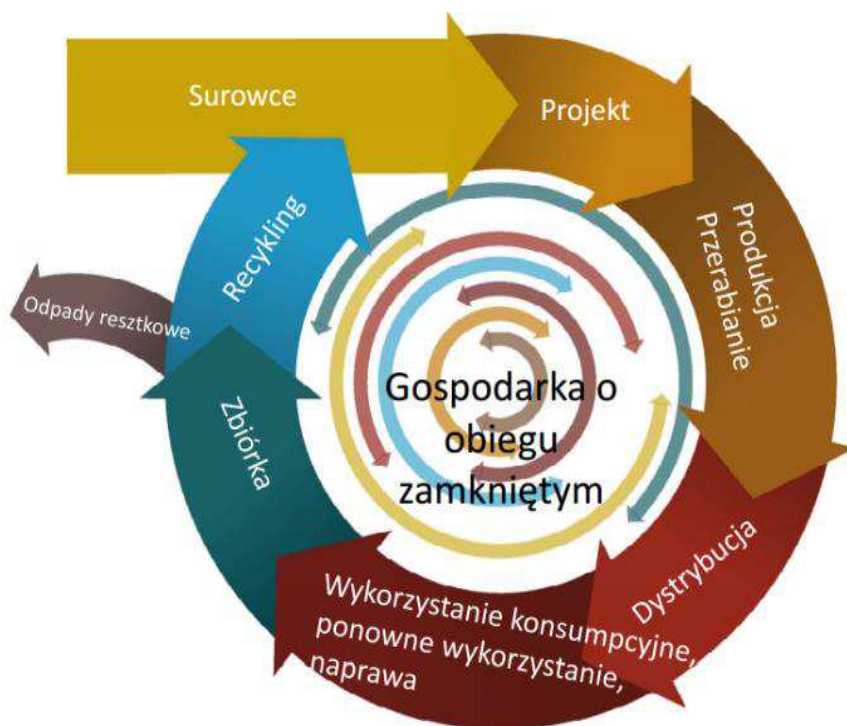 Surowce
Projekt
Produkcja
Przerabianie
Dystrybucja
Wykorzystanie konsumpcyjne,
ponowne wykorzystanie,
naprawa
Zbiórka
Recykling
Odpady resztkowe
Gospodarka o
obiegu
zamkniętym